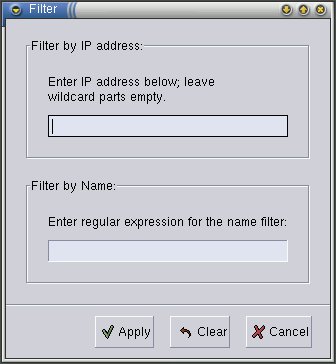 Filter
Filter by IP address:
Enter IP address below; leave
wildcard parts empty.
Filter by Name:
Enter regular expression for the name filter:
Apply
Clear
Cancel